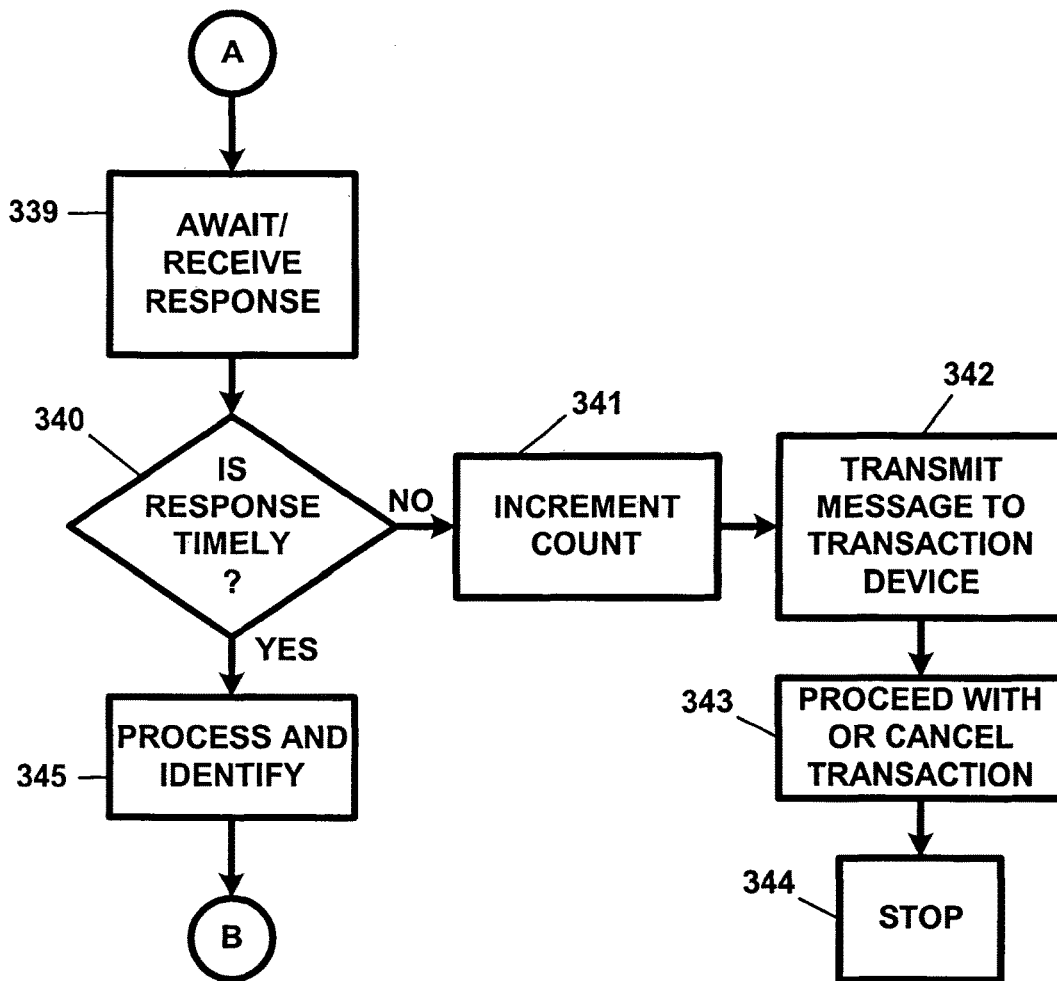 A
339
AWAIT/
RECEIVE
RESPONSE
340
IS
RESPONSE
TIMELY
?
NO
341
INCREMENT
COUNT
342
TRANSMIT
MESSAGE TO
TRANSACTION
DEVICE
YES
343
PROCEED WITH
OR CANCEL
TRANSACTION
345
PROCESS AND
IDENTIFY
344
STOP
B